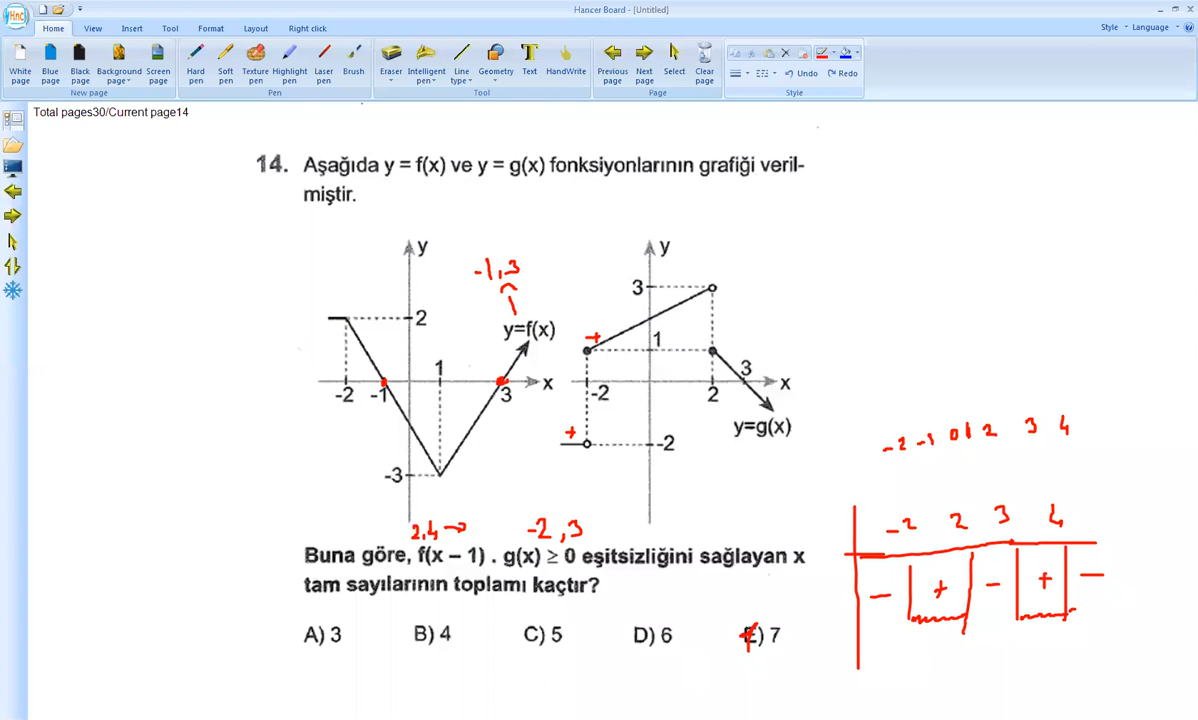 Hancer Board - [Untitled]
Hnc
Home View Insert Tool Format Layout Right click
Style Language
White page Blue page Black page Background page Screen page
Hard pen Soft pen Texture pen Highlight pen Laser pen Brush
Eraser Intelligent pen Line type Geometry Text HandWrite
Previous page Next page Select Clear page
Undo Redo
New page Pen Tool Page Style
Total pages30/Current page14
14. Aşağıda y = f(x) ve y = g(x) fonksiyonlarının grafiği veril-
miştir.
y
-1,3
2
y=f(x)
1
-2 -1 3 x
-3
y
3
+
1
3
-2 2 x
+
-2
y=g(x)
2,4 → -2,3
Buna göre, f(x – 1) . g(x) ≥ 0 eşitsizliğini sağlayan x
tam sayılarının toplamı kaçtır?
A) 3 B) 4 C) 5 D) 6 E) 7
-2 -1 0 1 2 3 4
-2 2 3 4
- + - + -